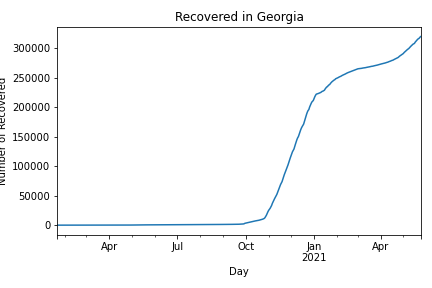 Recovered in Georgia
Number of Recovered
300000
250000
200000
150000
100000
50000
0
Apr Jul Oct Jan Apr
2021
Day